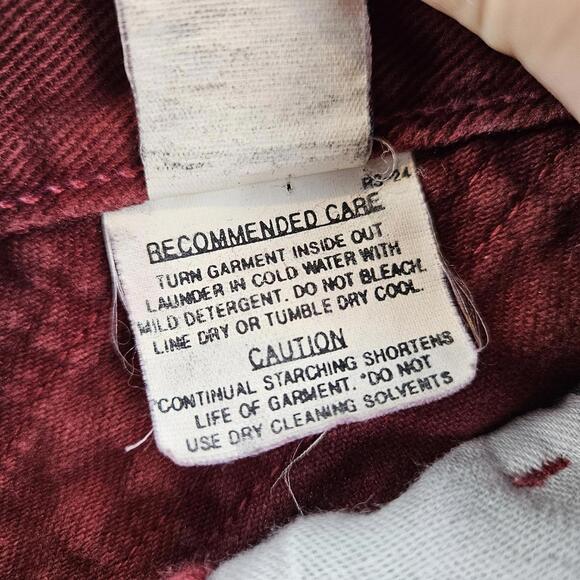 RS-24
RECOMMENDED CARE
TURN GARMENT INSIDE OUT
LAUNDER IN COLD WATER WITH
MILD DETERGENT. DO NOT BLEACH.
LINE DRY OR TUMBLE DRY COOL.
CAUTION
*CONTINUAL STARCHING SHORTENS
LIFE OF GARMENT. *DO NOT
USE DRY CLEANING SOLVENTS